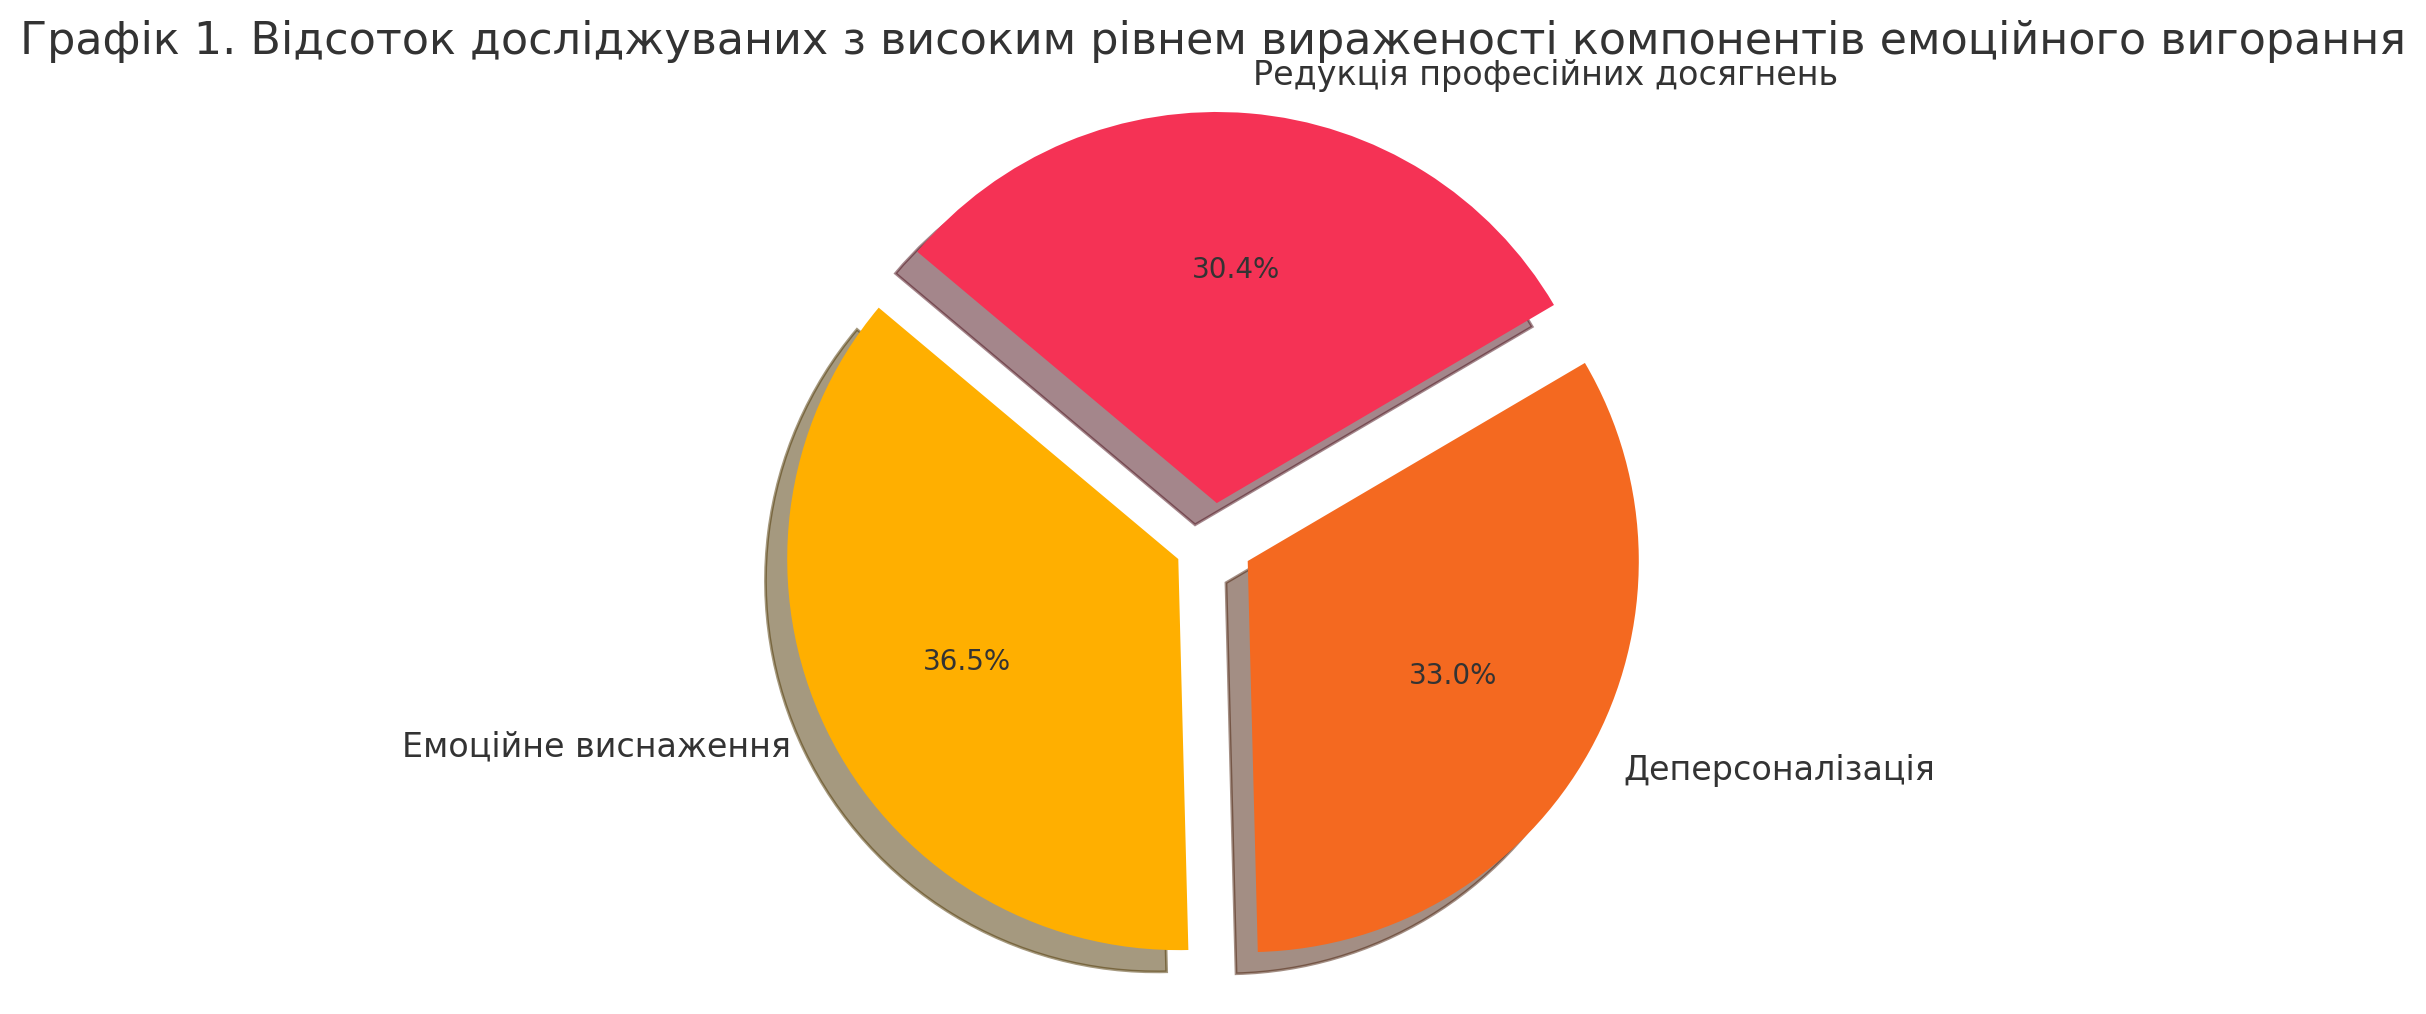 Графік 1. Відсоток досліджуваних з високим рівнем вираженості компонентів емоційного вигорання
Редукція професійних досягнень
30.4%
36.5%
33.0%
Емоційне виснаження
Деперсоналізація